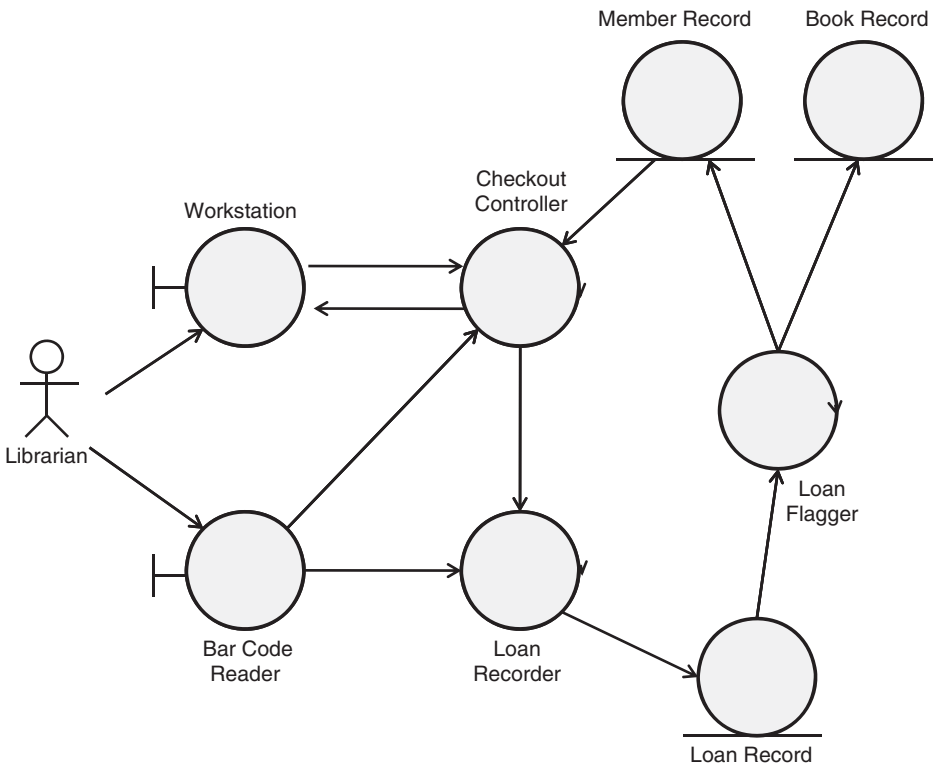 Member Record
Book Record
Checkout
Controller
Workstation
Librarian
Loan
Flagger
Bar Code
Reader
Loan
Recorder
Loan Record